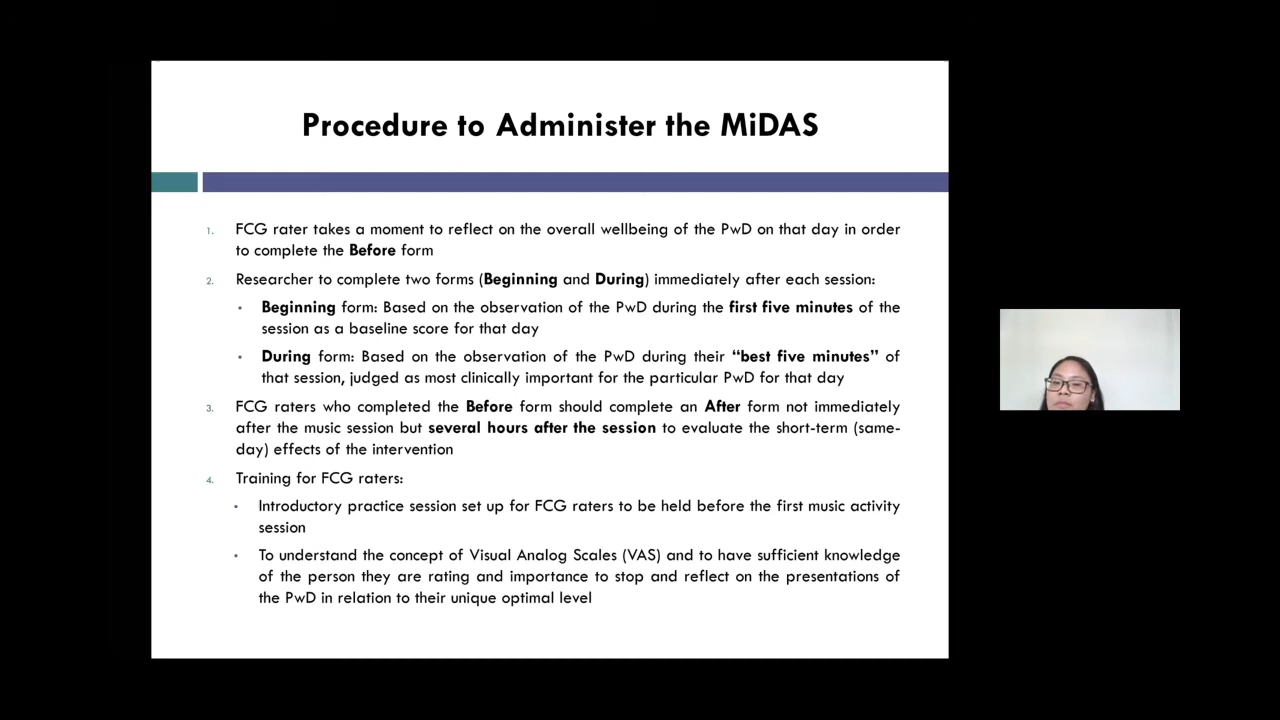 Procedure to Administer the MiDAS
1. FCG rater takes a moment to reflect on the overall wellbeing of the PwD on that day in order
to complete the Before form
2. Researcher to complete two forms (Beginning and During) immediately after each session:
• Beginning form: Based on the observation of the PwD during the first five minutes of the
session as a baseline score for that day
• During form: Based on the observation of the PwD during their “best five minutes” of
that session, judged as most clinically important for the particular PwD for that day
3. FCG raters who completed the Before form should complete an After form not immediately
after the music session but several hours after the session to evaluate the short-term (same-
day) effects of the intervention
4. Training for FCG raters:
▪ Introductory practice session set up for FCG raters to be held before the first music activity
session
▪ To understand the concept of Visual Analog Scales (VAS) and to have sufficient knowledge
of the person they are rating and importance to stop and reflect on the presentations of
the PwD in relation to their unique optimal level